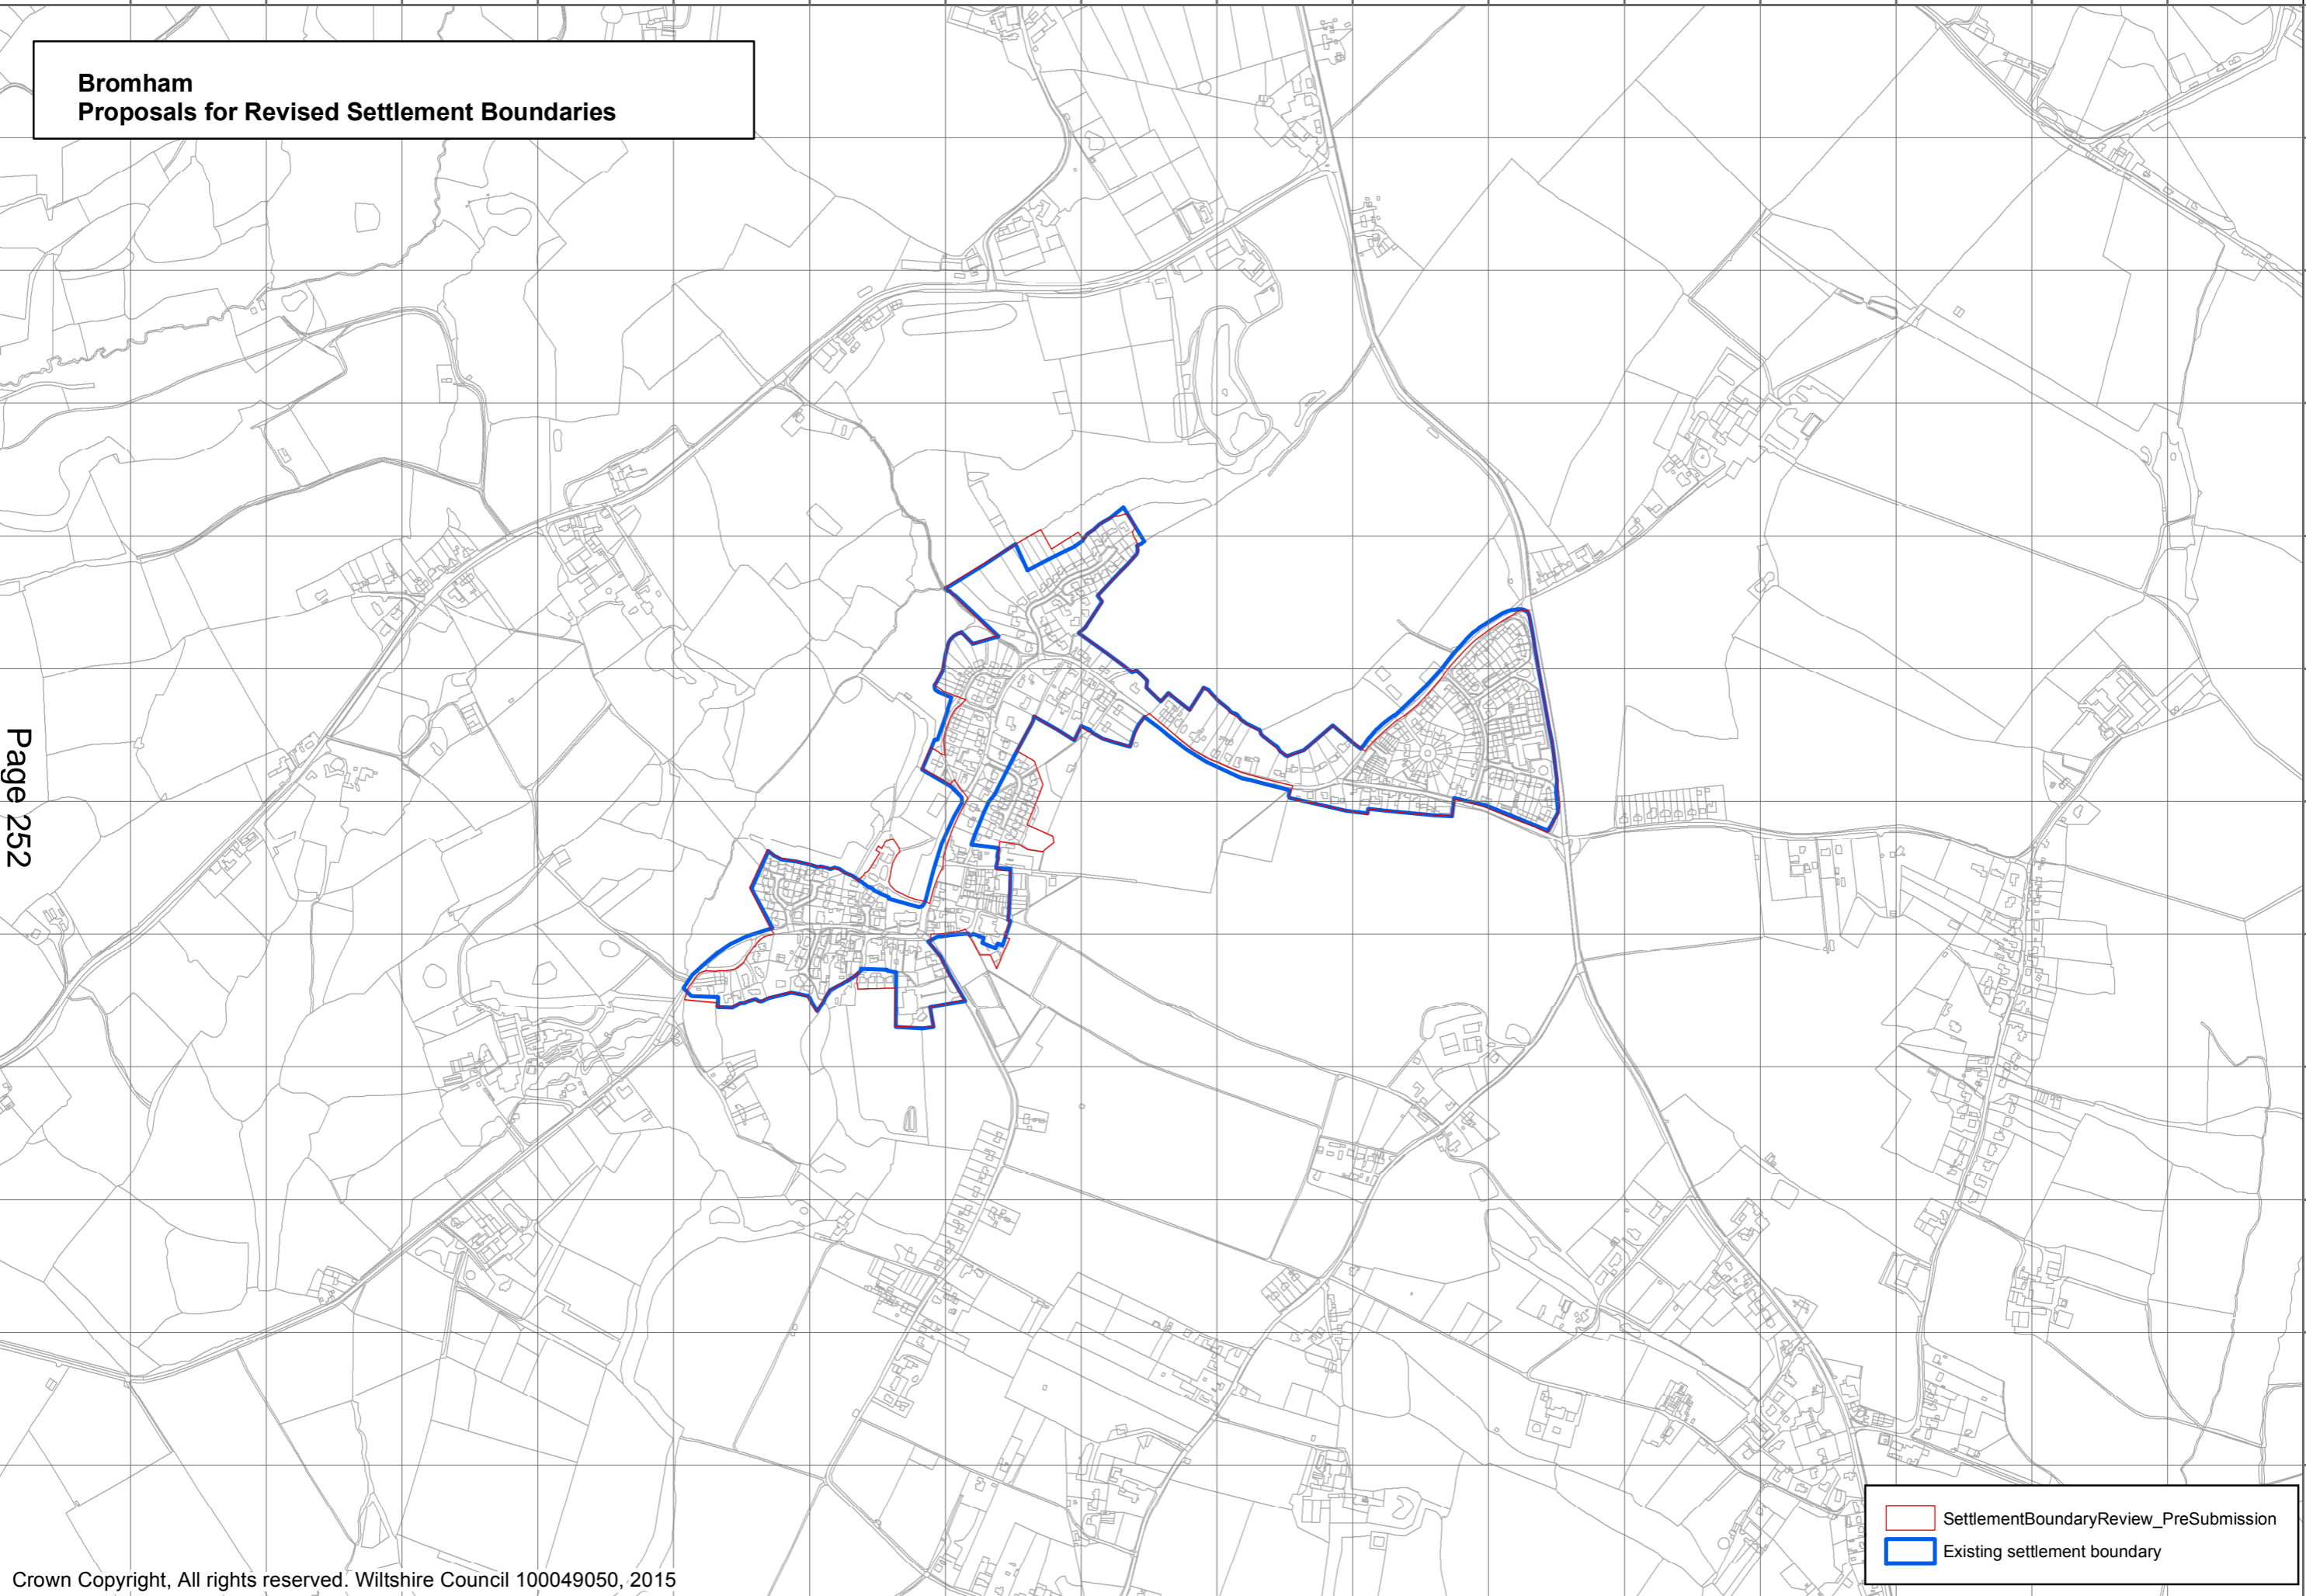 Bromham
Proposals for Revised Settlement Boundaries
Page 252
SettlementBoundaryReview_PreSubmission
Existing settlement boundary
Crown Copyright, All rights reserved. Wiltshire Council 100049050, 2015